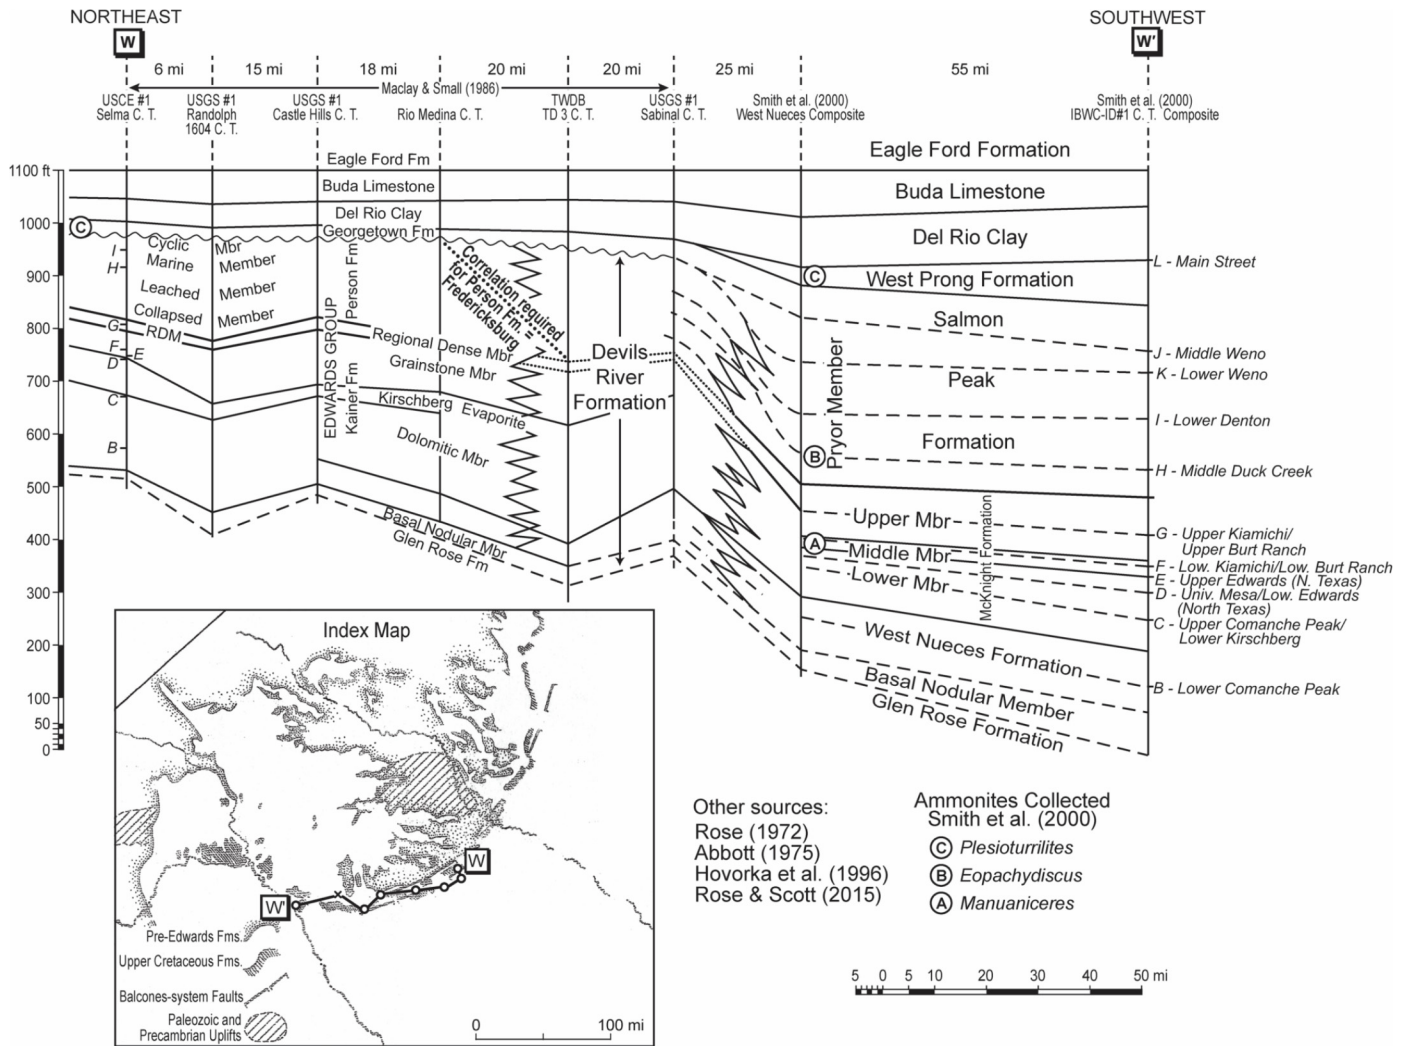 NORTHEAST
W
SOUTHWEST
W'
6 mi
15 mi
18 mi
20 mi
20 mi
25 mi
55 mi
Maclay & Small (1986)
USCE #1
Selma C. T.
USGS #1
Randolph
1604 C. T.
USGS #1
Castle Hills C. T.
Rio Medina C. T.
TWDB
TD 3 C. T.
USGS #1
Sabinal C. T.
Smith et al. (2000)
West Nueces Composite
Smith et al. (2000)
IBWC-ID#1 C. T. Composite
Eagle Ford Fm
Eagle Ford Formation
1100 ft
1000
900
800
700
600
500
400
300
200
100
50
0
Buda Limestone
Del Rio Clay
Georgetown Fm
C
I
H
G
F
E
D
C
B
Cyclic Mbr
Marine Member
Leached Member
Collapsed Member
RDM
EDWARDS GROUP
Person Fm
Kainer Fm
Regional Dense Mbr
Grainstone Mbr
Kirschberg Evaporite
Dolomitic Mbr
Basal Nodular Mbr
Glen Rose Fm
Correlation required
for Person Fm. =
Fredericksburg
Devils
River
Formation
Buda Limestone
Del Rio Clay
C
West Prong Formation
Salmon
Peak
Formation
Pryor Member
B
Upper Mbr
A
Middle Mbr
Lower Mbr
McKnight Formation
West Nueces Formation
Basal Nodular Member
Glen Rose Formation
L - Main Street
J - Middle Weno
K - Lower Weno
I - Lower Denton
H - Middle Duck Creek
G - Upper Kiamichi/
Upper Burt Ranch
F - Low. Kiamichi/Low. Burt Ranch
E - Upper Edwards (N. Texas)
D - Univ. Mesa/Low. Edwards
(North Texas)
C - Upper Comanche Peak/
Lower Kirschberg
B - Lower Comanche Peak
Index Map
W
W'
Pre-Edwards Fms.
Upper Cretaceous Fms.
Balcones-system Faults
Paleozoic and
Precambrian Uplifts
0 100 mi
Other sources:
Rose (1972)
Abbott (1975)
Hovorka et al. (1996)
Rose & Scott (2015)
Ammonites Collected
Smith et al. (2000)
C Plesioturrilites
B Eopachydiscus
A Manuaniceres
5 0 5 10 20 30 40 50 mi